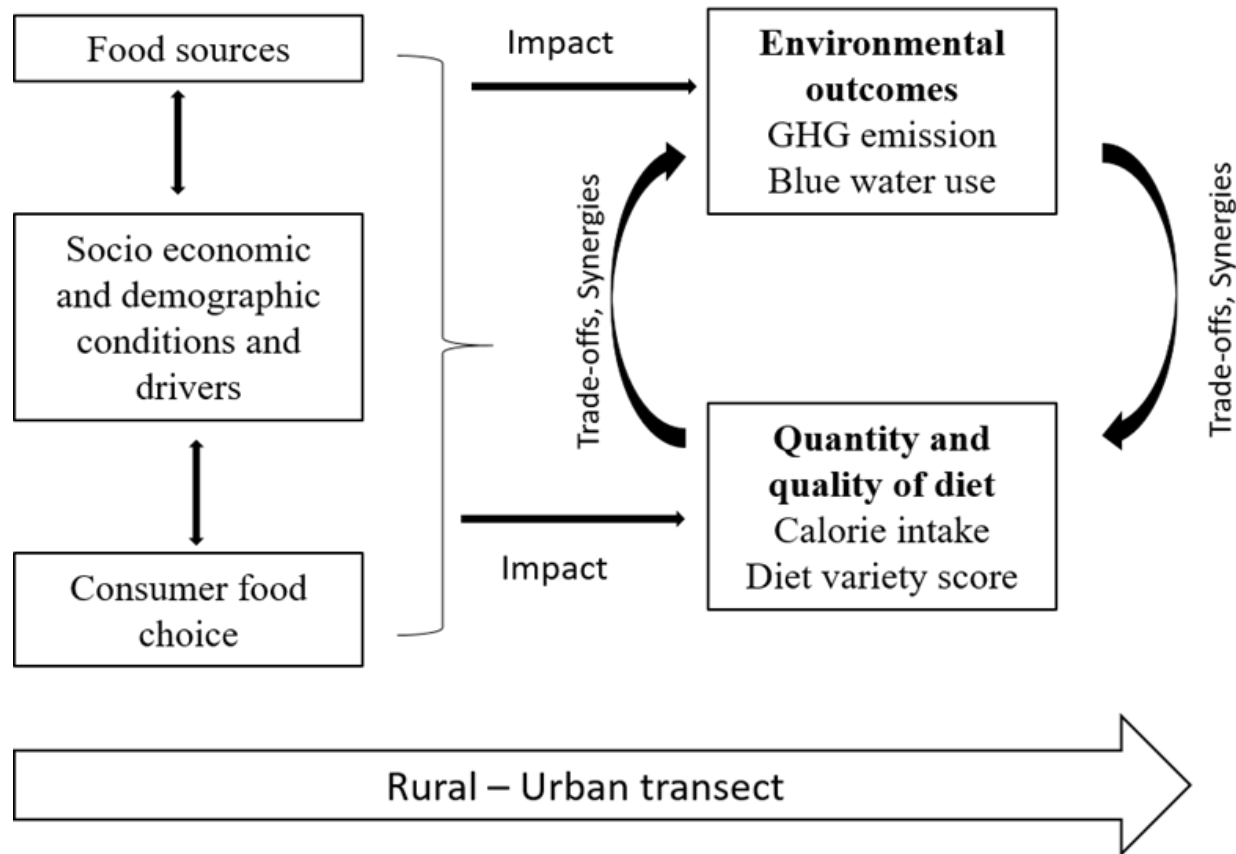 Food sources
Socio economic
and demographic
conditions and
drivers
Consumer food
choice
Impact
Impact
Environmental
outcomes
GHG emission
Blue water use
Trade-offs, Synergies
Trade-offs, Synergies
Quantity and
quality of diet
Calorie intake
Diet variety score
Rural – Urban transect